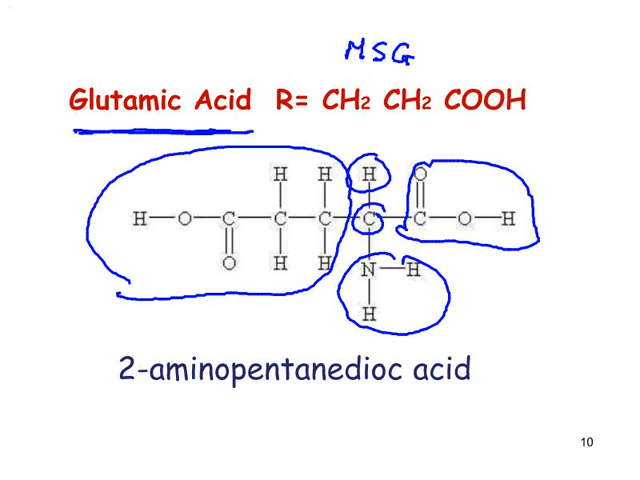 MSG
Glutamic Acid R= CH2 CH2 COOH
H H H O
H O C C C C C O H
O H H N H
H
2-aminopentanedioc acid
10